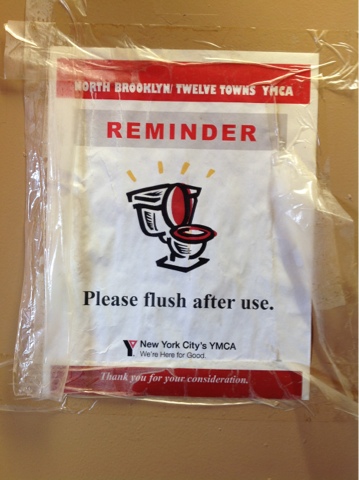 NORTH BROOKLYN/TWELVE TOWNS YMCA
REMINDER
Please flush after use.
Y New York City's YMCA
We're Here for Good.
Thank you for your consideration.